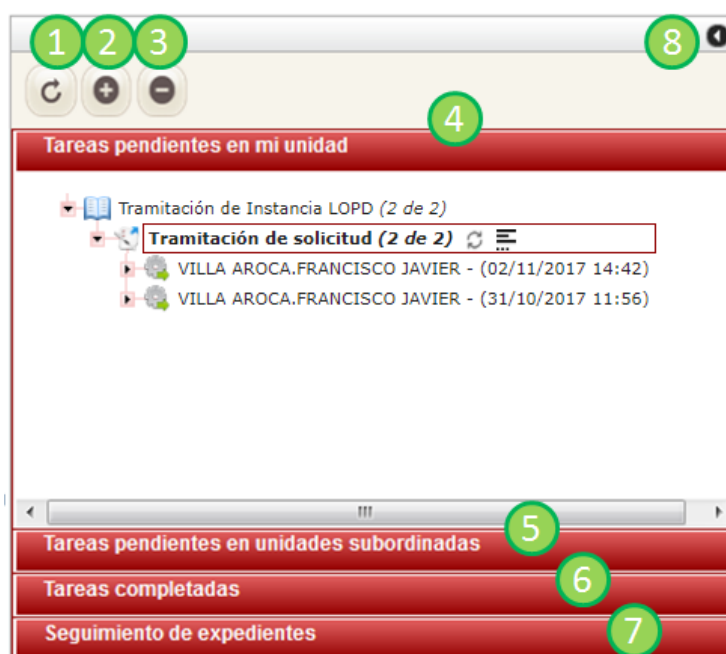 1 2 3 8
4
Tareas pendientes en mi unidad
Tramitación de Instancia LOPD (2 de 2)
Tramitación de solicitud (2 de 2)
VILLA AROCA.FRANCISCO JAVIER - (02/11/2017 14:42)
VILLA AROCA.FRANCISCO JAVIER - (31/10/2017 11:56)
5
Tareas pendientes en unidades subordinadas
6
Tareas completadas
7
Seguimiento de expedientes